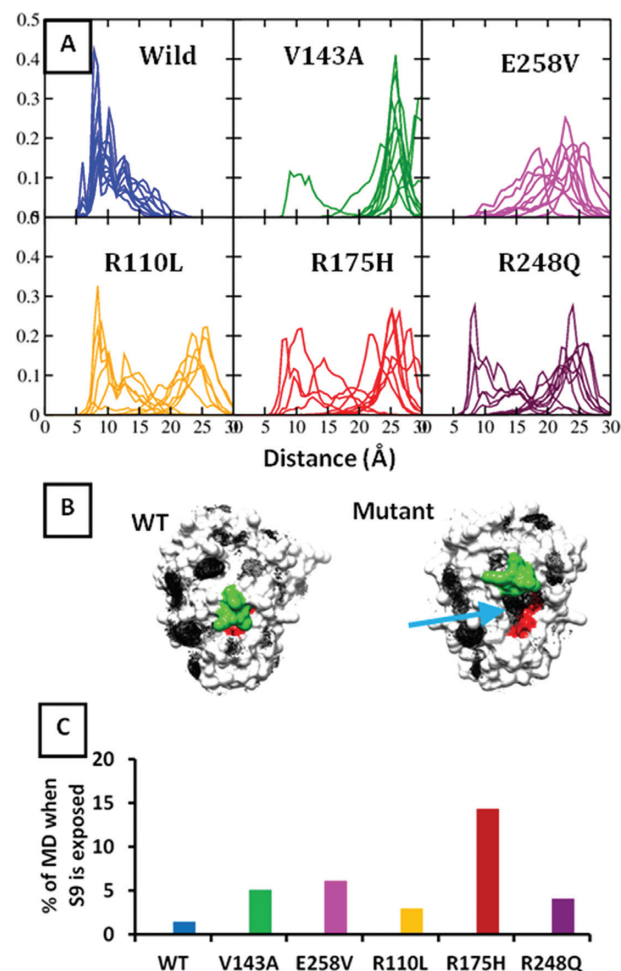 A
Wild
V143A
E258V
0.5
0.4
0.3
0.2
0.1
0.5
R110L
R175H
R248Q
0.4
0.3
0.2
0.1
0
0 5 10 15 20 25 30 0 5 10 15 20 25 30 0 5 10 15 20 25 30
Distance (Å)
B
WT
Mutant
C
% of MD when
S9 is exposed
20
15
10
5
0
WT V143A E258V R110L R175H R248Q